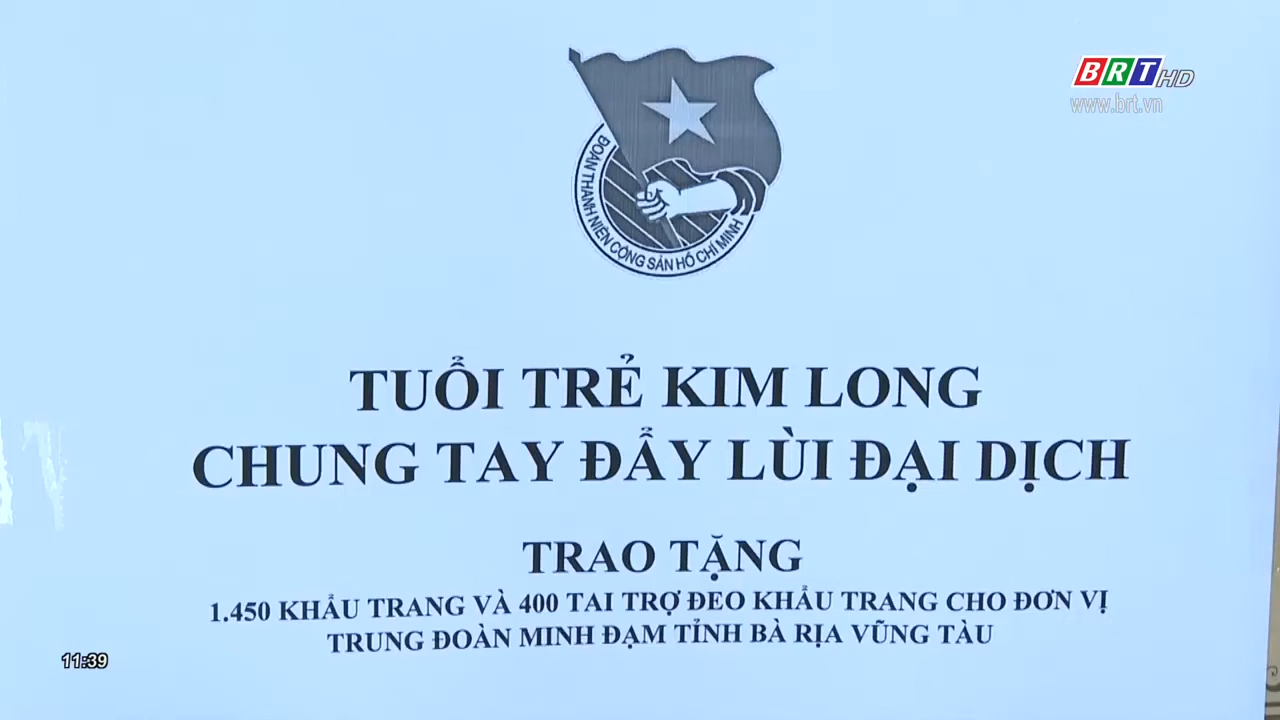 BRT HD
www.brt.vn
ĐOÀN THANH NIÊN CỘNG SẢN HỒ CHÍ MINH
TUỔI TRẺ KIM LONG
CHUNG TAY ĐẨY LÙI ĐẠI DỊCH
TRAO TẶNG
1.450 KHẨU TRANG VÀ 400 TAI TRỢ ĐEO KHẨU TRANG CHO ĐƠN VỊ
TRUNG ĐOÀN MINH ĐẠM TỈNH BÀ RỊA VŨNG TÀU
11:39